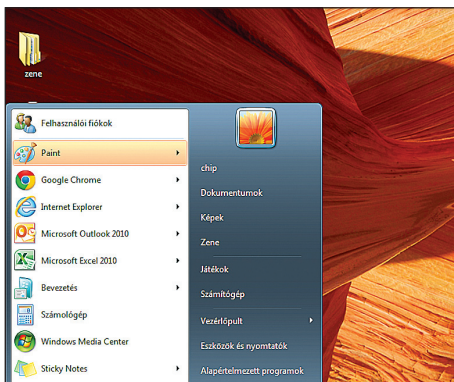 zene
Felhasználói fiókok
Paint
Google Chrome
Internet Explorer
Microsoft Outlook 2010
Microsoft Excel 2010
Bevezetés
Számológép
Windows Media Center
Sticky Notes
chip
Dokumentumok
Képek
Zene
Játékok
Számítógép
Vezérlőpult
Eszközök és nyomtatók
Alapértelmezett programok